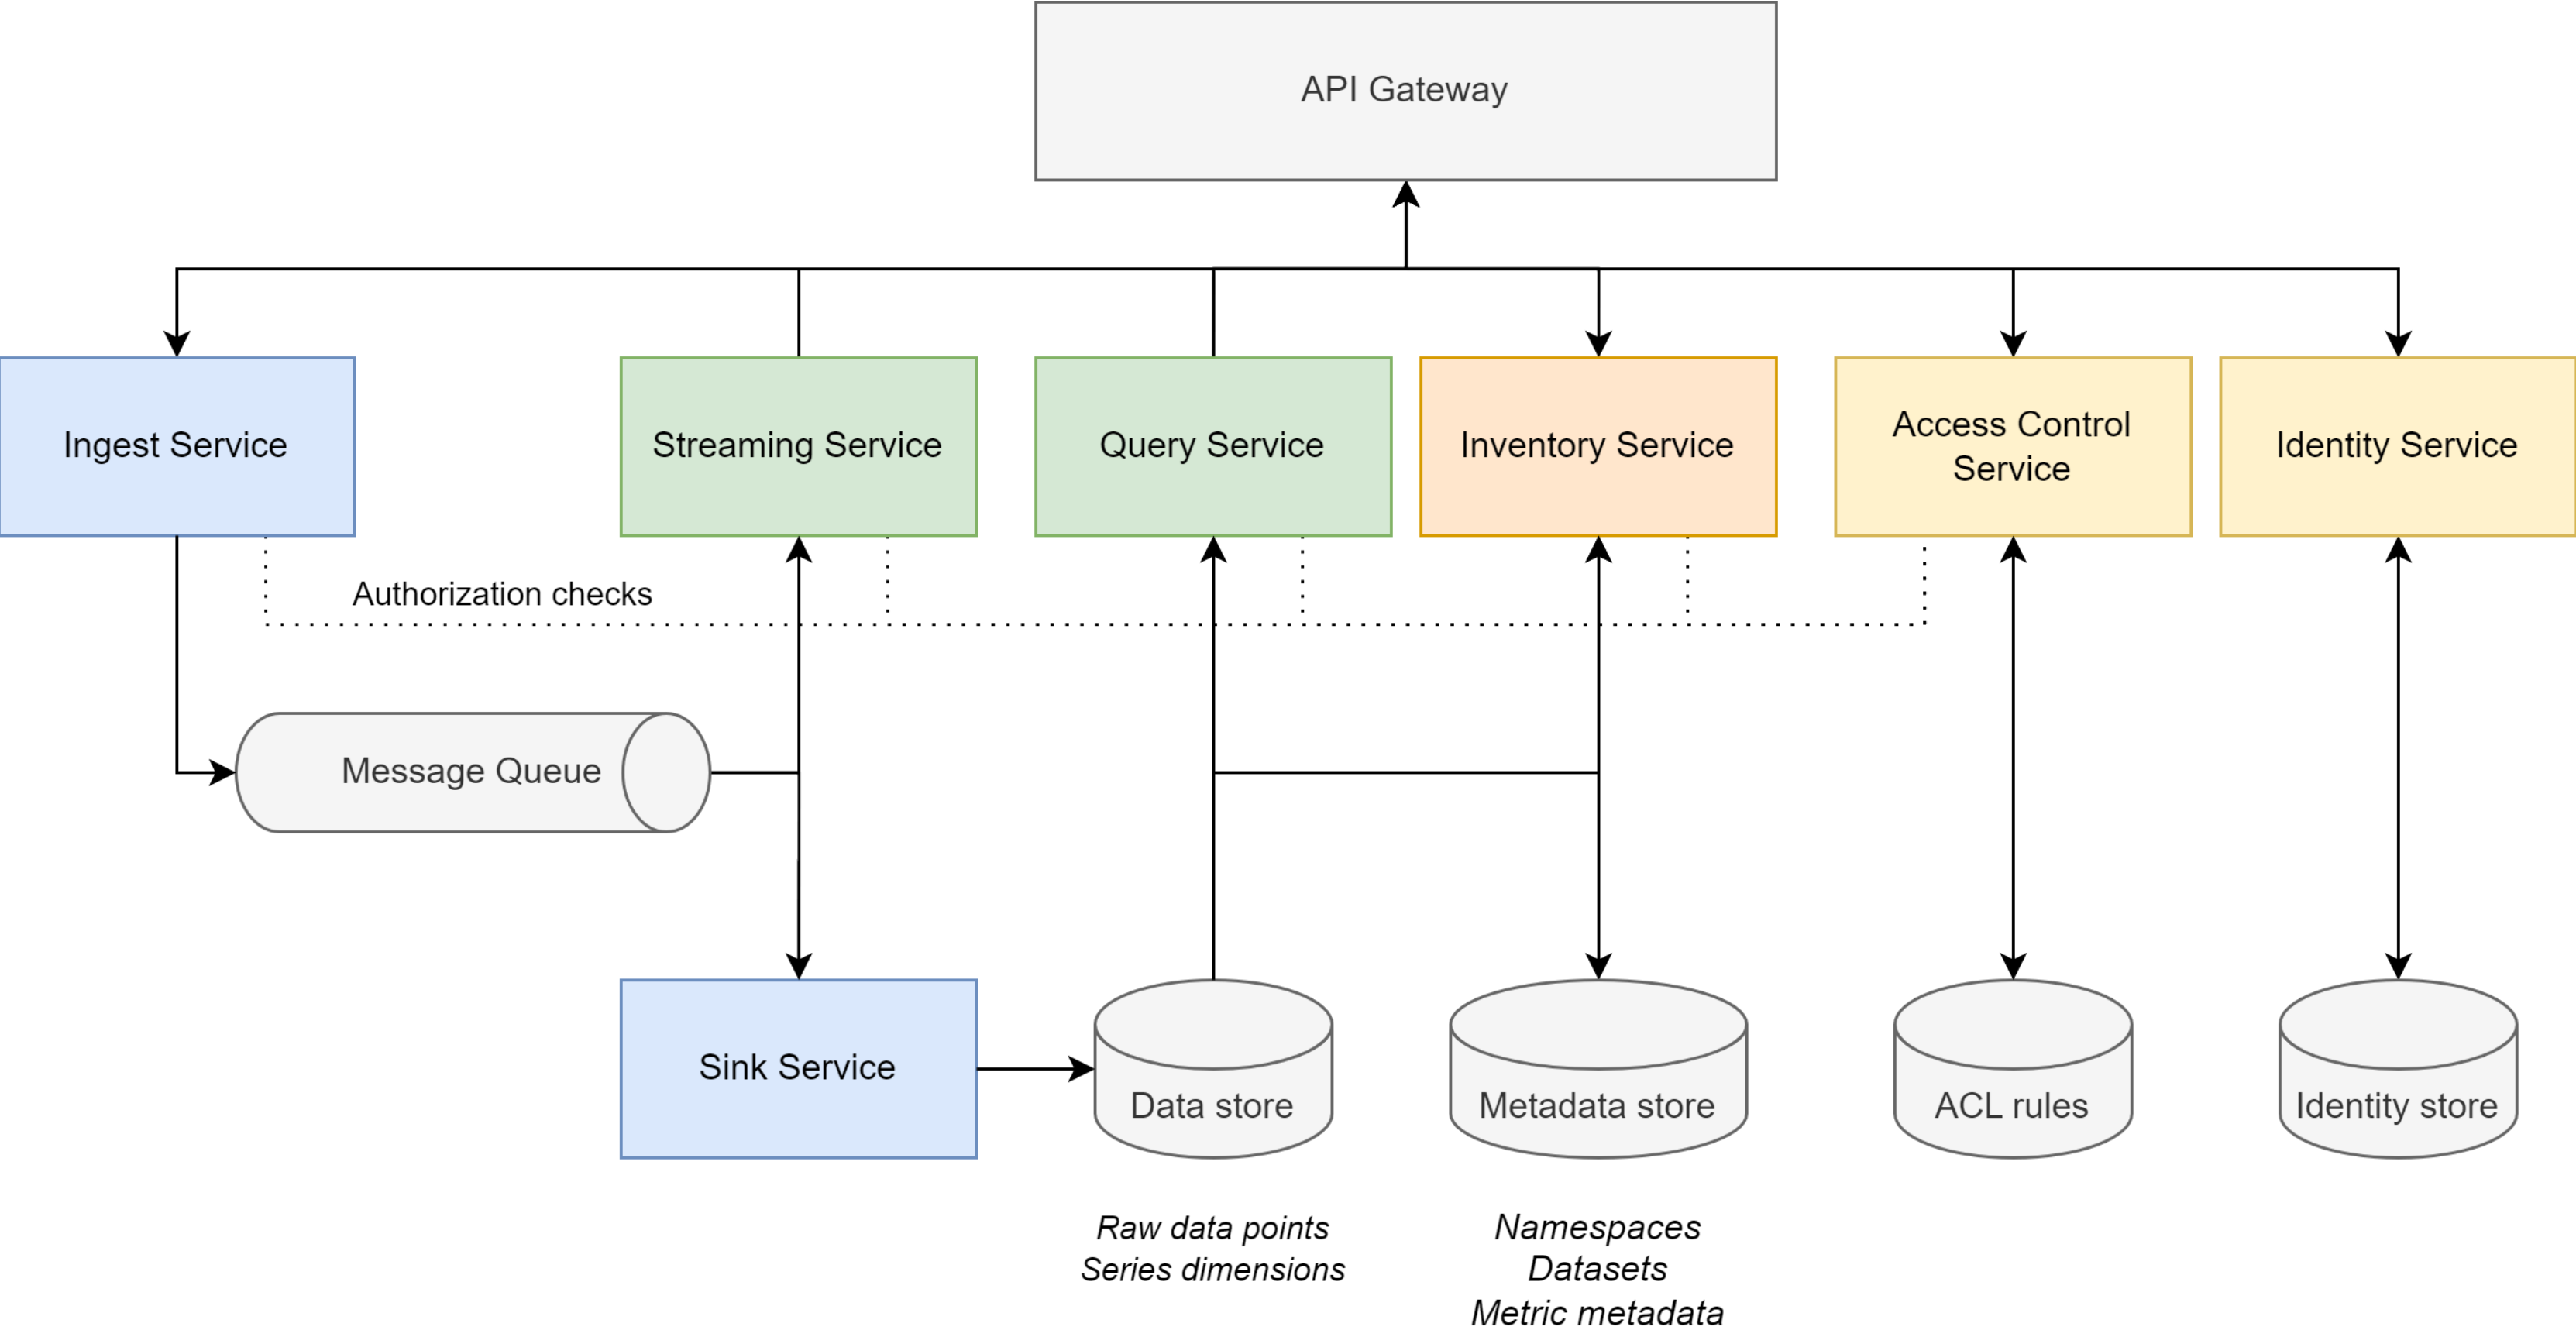 API Gateway
Ingest Service
Streaming Service
Query Service
Inventory Service
Access Control
Service
Identity Service
Authorization checks
Message Queue
Sink Service
Data store
Metadata store
ACL rules
Identity store
Raw data points
Series dimensions
Namespaces
Datasets
Metric metadata